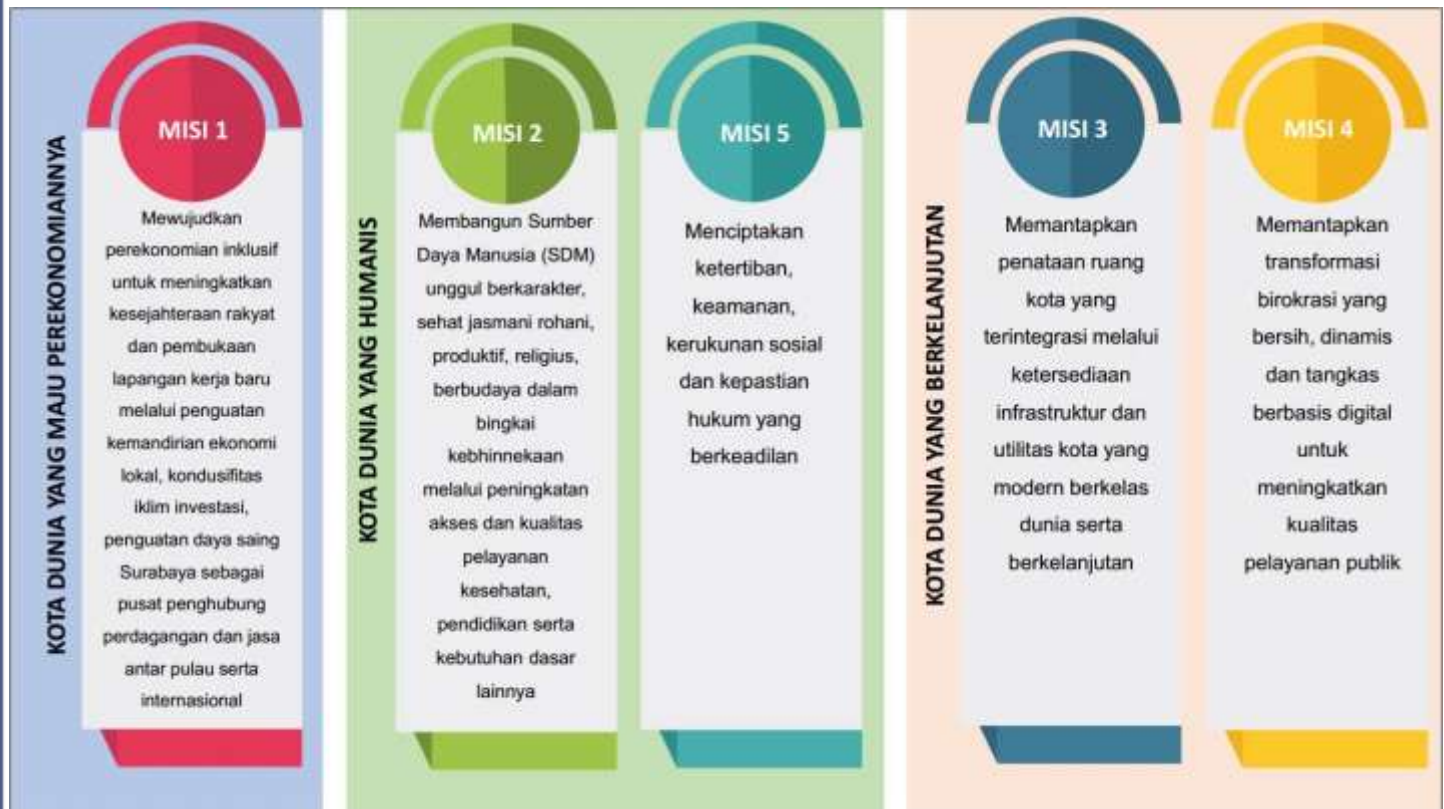 KOTA DUNIA YANG MAJU PEREKONOMIANNYA
MISI 1
Mewujudkan
perekonomian inklusif
untuk meningkatkan
kesejahteraan rakyat
dan pembukaan
lapangan kerja baru
melalui penguatan
kemandirian ekonomi
lokal, kondusifitas
iklim investasi,
penguatan daya saing
Surabaya sebagai
pusat penghubung
perdagangan dan jasa
antar pulau serta
internasional
KOTA DUNIA YANG HUMANIS
MISI 2
Membangun Sumber
Daya Manusia (SDM)
unggul berkarakter,
sehat jasmani rohani,
produktif, religius,
berbudaya dalam
bingkai
kebhinnekaan
melalui peningkatan
akses dan kualitas
pelayanan
kesehatan,
pendidikan serta
kebutuhan dasar
lainnya
MISI 5
Menciptakan
ketertiban,
keamanan,
kerukunan sosial
dan kepastian
hukum yang
berkeadilan
KOTA DUNIA YANG BERKELANJUTAN
MISI 3
Memantapkan
penataan ruang
kota yang
terintegrasi melalui
ketersediaan
infrastruktur dan
utilitas kota yang
modern berkelas
dunia serta
berkelanjutan
MISI 4
Memantapkan
transformasi
birokrasi yang
bersih, dinamis
dan tangkas
berbasis digital
untuk
meningkatkan
kualitas
pelayanan publik